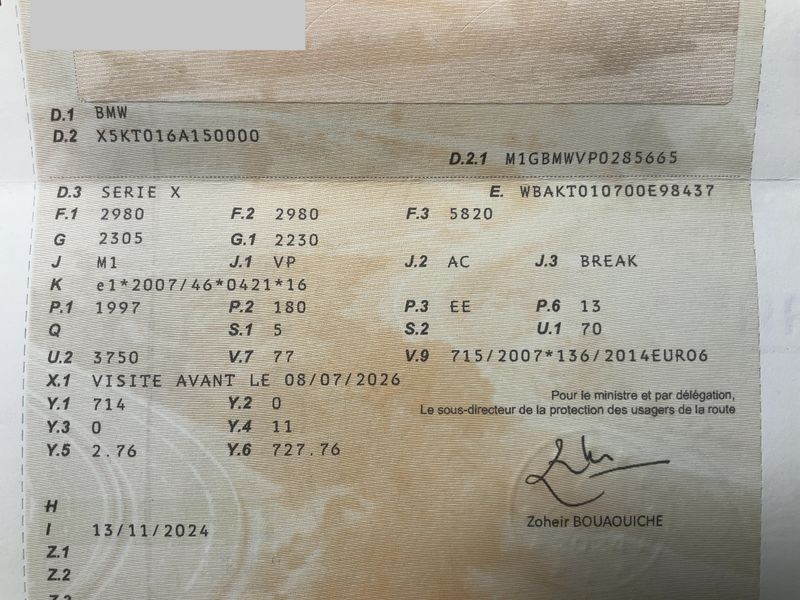 D.1 BMW
D.2 X5KT016A150000
D.2.1 M1GBMWVP0285665
D.3 SERIE X E. WBAKT010700E98437
F.1 2980 F.2 2980 F.3 5820
G 2305 G.1 2230
J M1 J.1 VP J.2 AC J.3 BREAK
K e1*2007/46*0421*16
P.1 1997 P.2 180 P.3 EE P.6 13
Q S.1 5 S.2 U.1 70
U.2 3750 V.7 77 V.9 715/2007*136/2014EURO6
X.1 VISITE AVANT LE 08/07/2026
Y.1 714 Y.2 0
Pour le ministre et par délégation,
Le sous-directeur de la protection des usagers de la route
Y.3 0 Y.4 11
Y.5 2.76 Y.6 727.76
H
Zoheir BOUAOUICHE
I 13/11/2024
Z.1
Z.2
Z.3